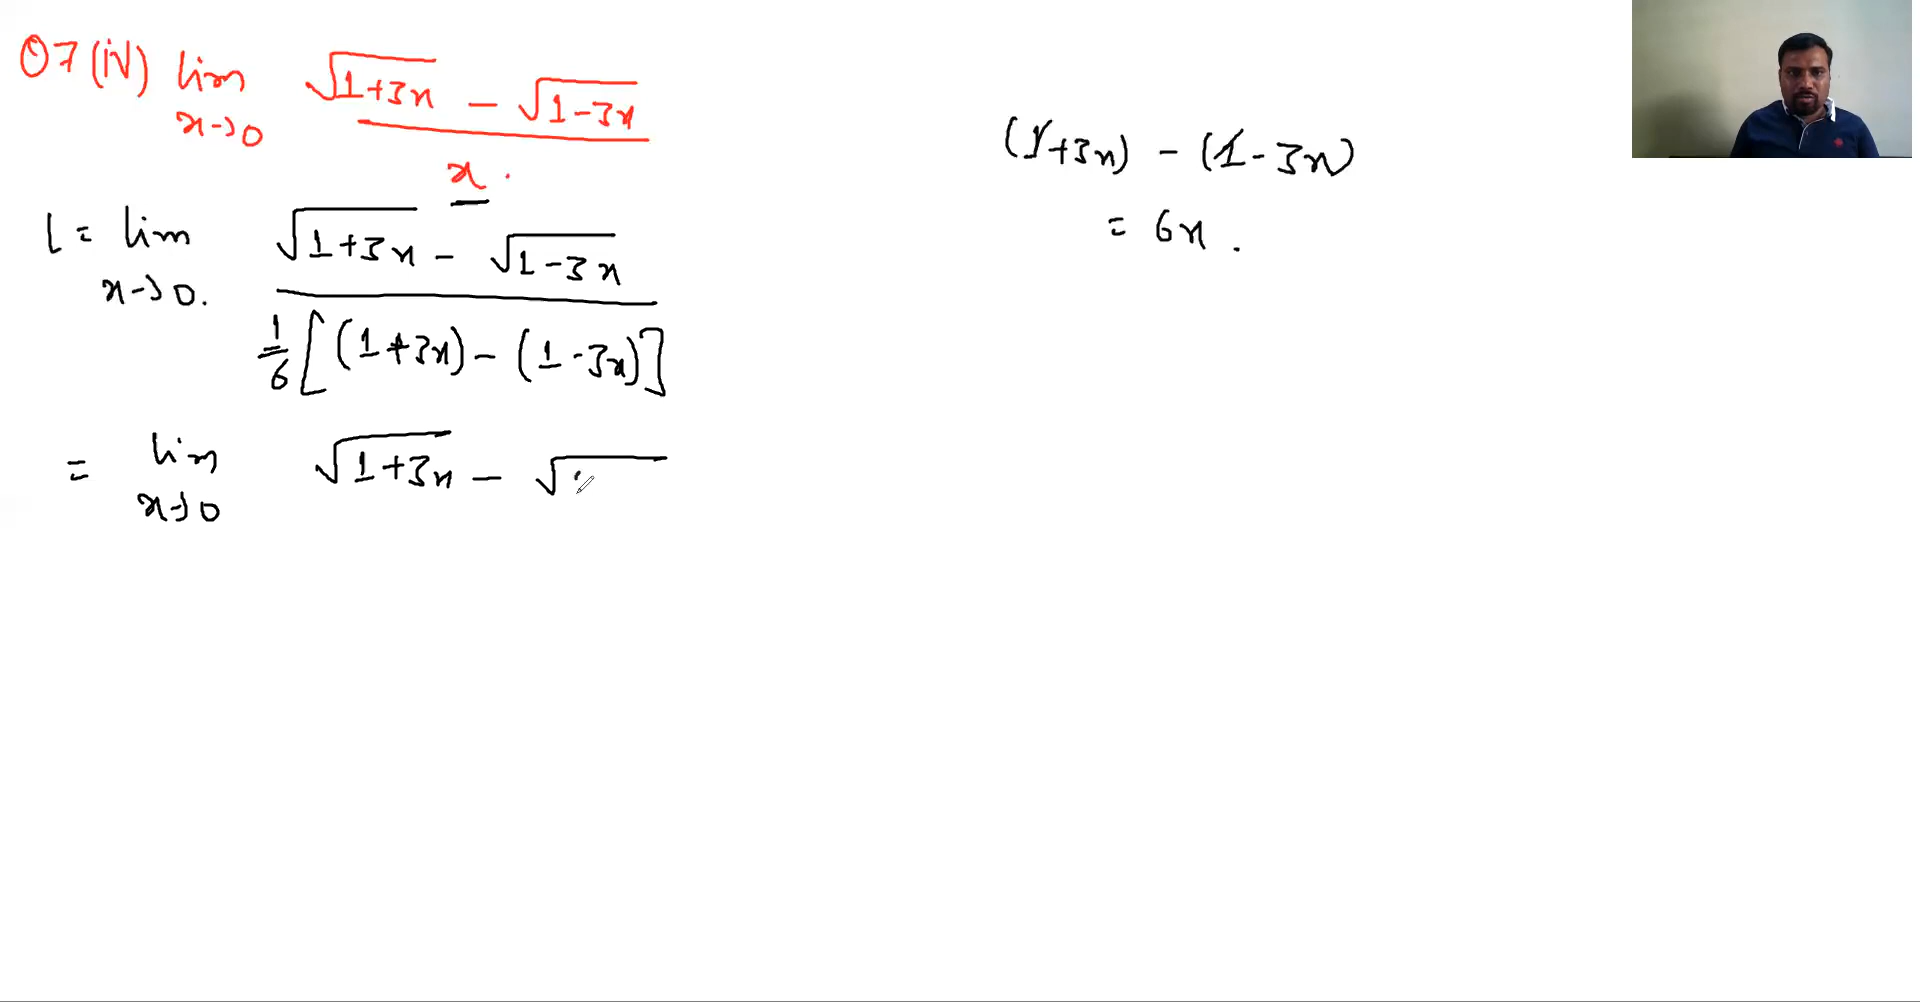 Q7 (iv) lim x→0 (√(1+3x) - √(1-3x)) / x .
(1+3x) - (1-3x)
= 6x .
L = lim x→0. (√(1+3x) - √(1-3x)) / (1/6 [(1+3x) - (1-3x)])
= lim x→0 √(1+3x) - √